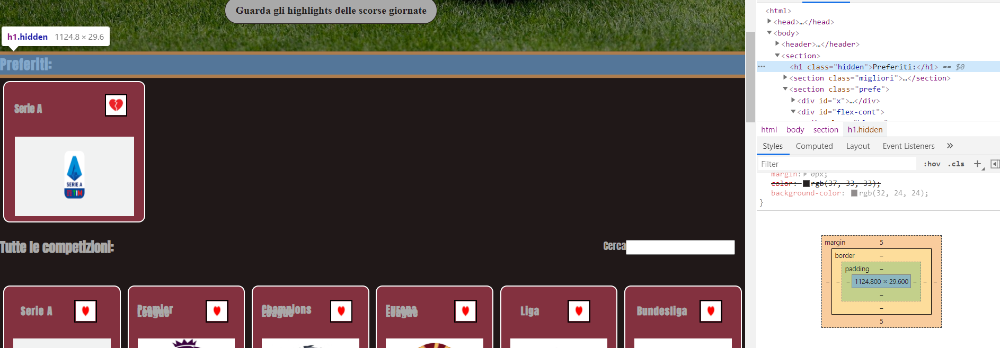 Guarda gli highlights delle scorse giornate
h1.hidden 1124.8 × 29.6
Preferiti:
Serie A
SERIE A
TIM
Tutte le competizioni:
Cerca
Serie A
Premier
League
Champions
League
Europa
League
Liga
Bundesliga
<html>
<head>…</head>
<body>
<header>…</header>
<section>
<h1 class="hidden">Preferiti:</h1> == $0
<section class="migliori">…</section>
<section class="prefe">
<div id="x">…</div>
<div id="flex-cont">
html body section h1.hidden
Styles Computed Layout Event Listeners »
Filter :hov .cls +
margin: 0px;
color: rgb(37, 33, 33);
background-color: rgb(32, 24, 24);
}
margin 5
border –
padding –
– – – 1124.800 × 29.600 – – –
–
–
5